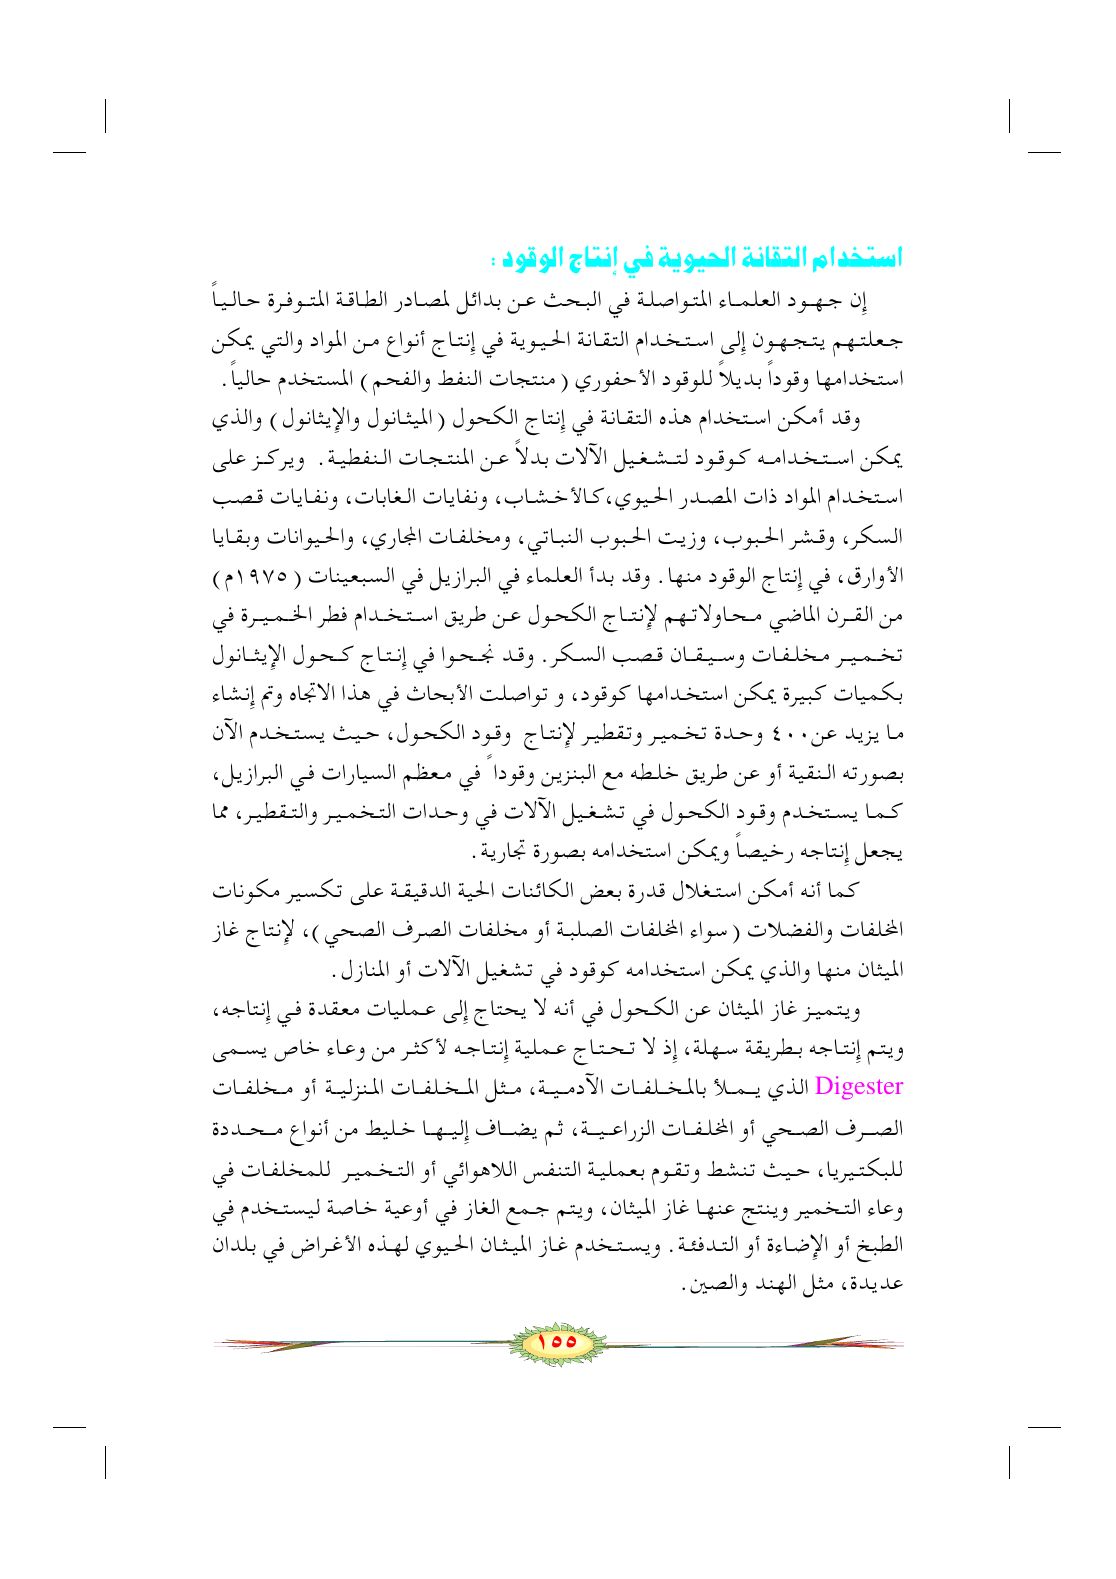 استخدام التقانة الحيوية في إنتاج الوقود :
إن جهود العلماء المتواصلة في البحث عن بدائل لمصادر الطاقة المتوفرة حالياً
جعلتهم يتجهون إلى استخدام التقانة الحيوية في إنتاج أنواع من المواد والتي يمكن
استخدامها وقوداً بديلاً للوقود الأحفوري (منتجات النفط والفحم) المستخدم حالياً.
وقد أمكن استخدام هذه التقانة في إنتاج الكحول (الميثانول والإيثانول) والذي
يمكن استخدامه كوقود لتشغيل الآلات بدلاً عن المنتجات النفطية. ويركز على
استخدام المواد ذات المصدر الحيوي،كالأخشاب، ونفايات الغابات، ونفايات قصب
السكر، وقشر الحبوب، وزيت الحبوب النباتي، ومخلفات المجاري، والحيوانات وبقايا
الأوارق، في إنتاج الوقود منها. وقد بدأ العلماء في البرازيل في السبعينات (١٩٧٥م)
من القرن الماضي محاولاتهم لإنتاج الكحول عن طريق استخدام فطر الخميرة في
تخمير مخلفات وسيقان قصب السكر. وقد نجحوا في إنتاج كحول الإيثانول
بكميات كبيرة يمكن استخدامها كوقود، و تواصلت الأبحاث في هذا الاتجاه وتم إنشاء
ما يزيد عن٤٠٠ وحدة تخمير وتقطير لإنتاج وقود الكحول، حيث يستخدم الآن
بصورته النقية أو عن طريق خلطه مع البنزين وقوداً في معظم السيارات في البرازيل،
كما يستخدم وقود الكحول في تشغيل الآلات في وحدات التخمير والتقطير، مما
يجعل إنتاجه رخيصاً ويمكن استخدامه بصورة تجارية.
كما أنه أمكن استغلال قدرة بعض الكائنات الحية الدقيقة على تكسير مكونات
المخلفات والفضلات (سواء المخلفات الصلبة أو مخلفات الصرف الصحي)، لإنتاج غاز
الميثان منها والذي يمكن استخدامه كوقود في تشغيل الآلات أو المنازل.
ويتميز غاز الميثان عن الكحول في أنه لا يحتاج إلى عمليات معقدة في إنتاجه،
ويتم إنتاجه بطريقة سهلة، إذ لا تحتاج عملية إنتاجه لأكثر من وعاء خاص يسمى
Digester الذي يملأ بالمخلفات الآدمية، مثل المخلفات المنزلية أو مخلفات
الصرف الصحي أو المخلفات الزراعية، ثم يضاف إليها خليط من أنواع محددة
للبكتيريا، حيث تنشط وتقوم بعملية التنفس اللاهوائي أو التخمير للمخلفات في
وعاء التخمير وينتج عنها غاز الميثان، ويتم جمع الغاز في أوعية خاصة ليستخدم في
الطبخ أو الإضاءة أو التدفئة. ويستخدم غاز الميثان الحيوي لهذه الأغراض في بلدان
عديدة، مثل الهند والصين.
١٥٥